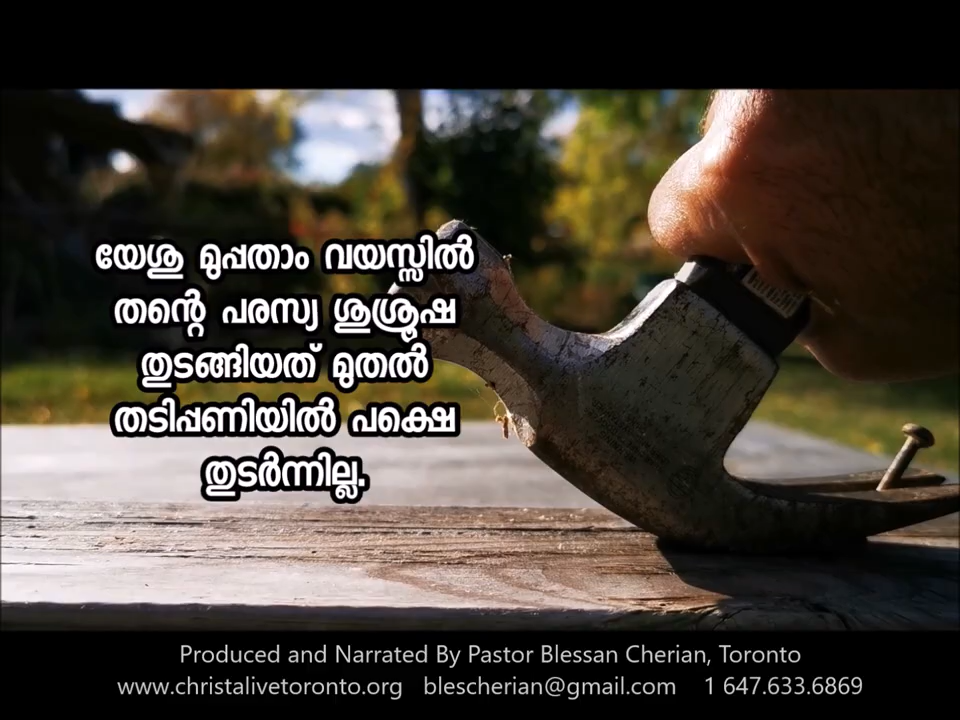 യേശു മുപ്പതാം വയസ്സിൽ
തന്റെ പരസ്യ ശുശ്രൂഷ
തുടങ്ങിയത് മുതൽ
തടിപ്പണിയിൽ പക്ഷെ
തുടർന്നില്ല.
Produced and Narrated By Pastor Blessan Cherian, Toronto
www.christalivetoronto.org blescherian@gmail.com 1 647.633.6869